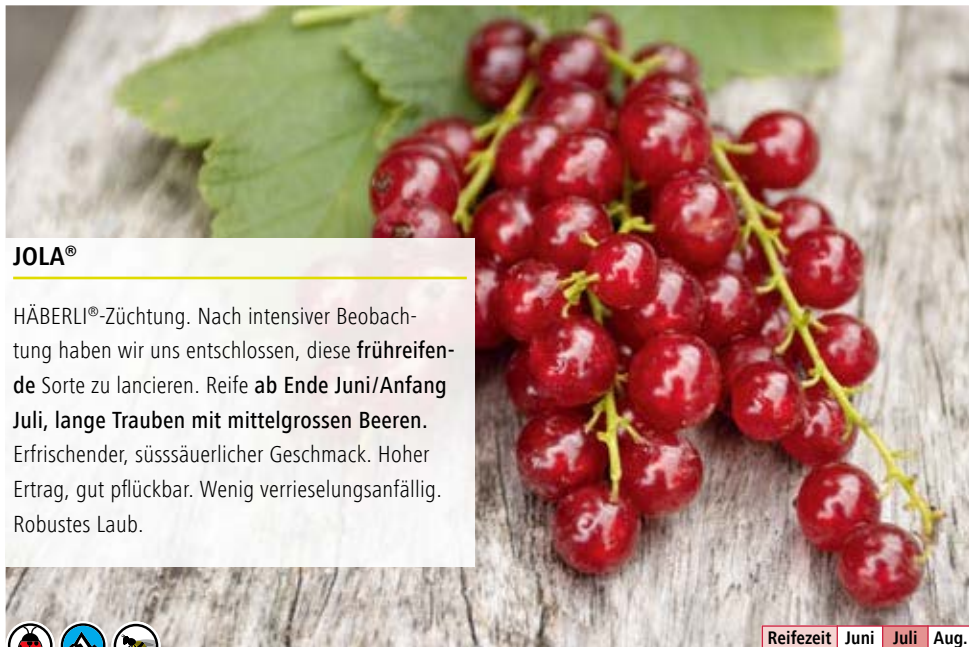 JOLA®
HÄBERLI®-Züchtung. Nach intensiver Beobach-
tung haben wir uns entschlossen, diese frühreifen-
de Sorte zu lancieren. Reife ab Ende Juni/Anfang
Juli, lange Trauben mit mittelgrossen Beeren.
Erfrischender, süsssäuerlicher Geschmack. Hoher
Ertrag, gut pflückbar. Wenig verrieselungsanfällig.
Robustes Laub.
Reifezeit Juni Juli Aug.